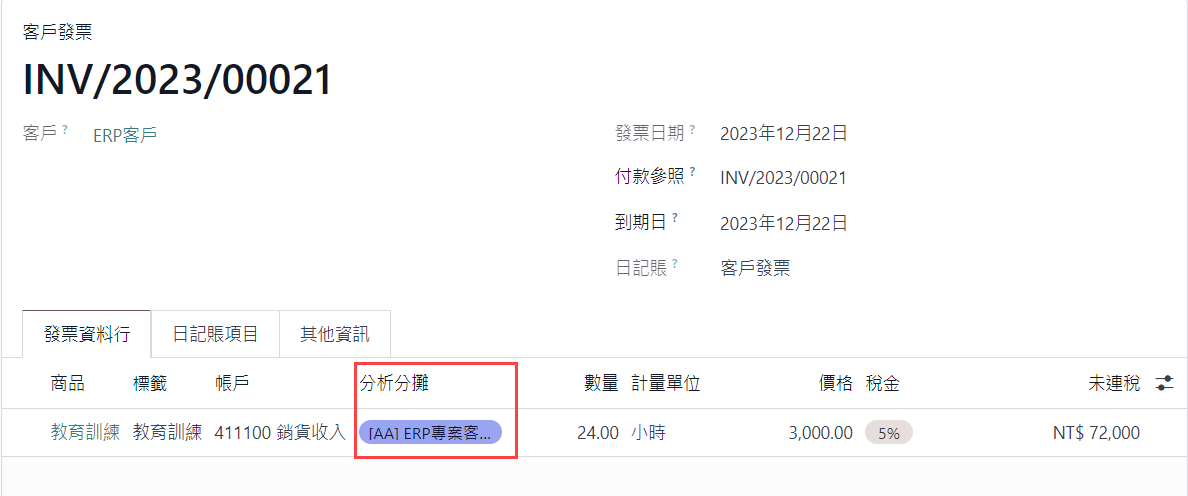 客戶發票
INV/2023/00021
客戶 ? ERP客戶
發票日期 ? 2023年12月22日
付款參照 ? INV/2023/00021
到期日 ? 2023年12月22日
日記賬 ? 客戶發票
發票資料行 日記賬項目 其他資訊
商品 標籤 帳戶 分析分攤 數量 計量單位 價格 稅金 未連稅
教育訓練 教育訓練 411100 銷貨收入 [AA] ERP專案客... 24.00 小時 3,000.00 5% NT$ 72,000